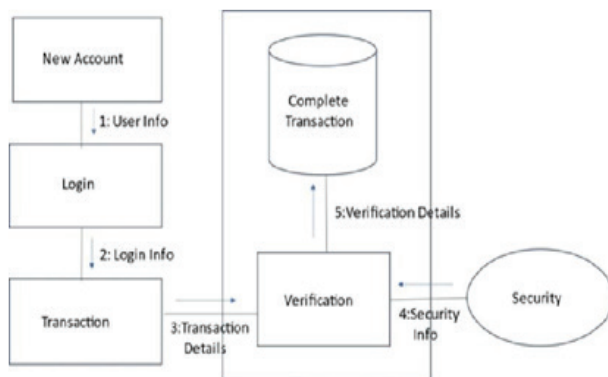 New Account
1: User Info
Login
2: Login Info
Transaction
3:Transaction
Details
Complete
Transaction
5:Verification Details
Verification
4:Security
Info
Security